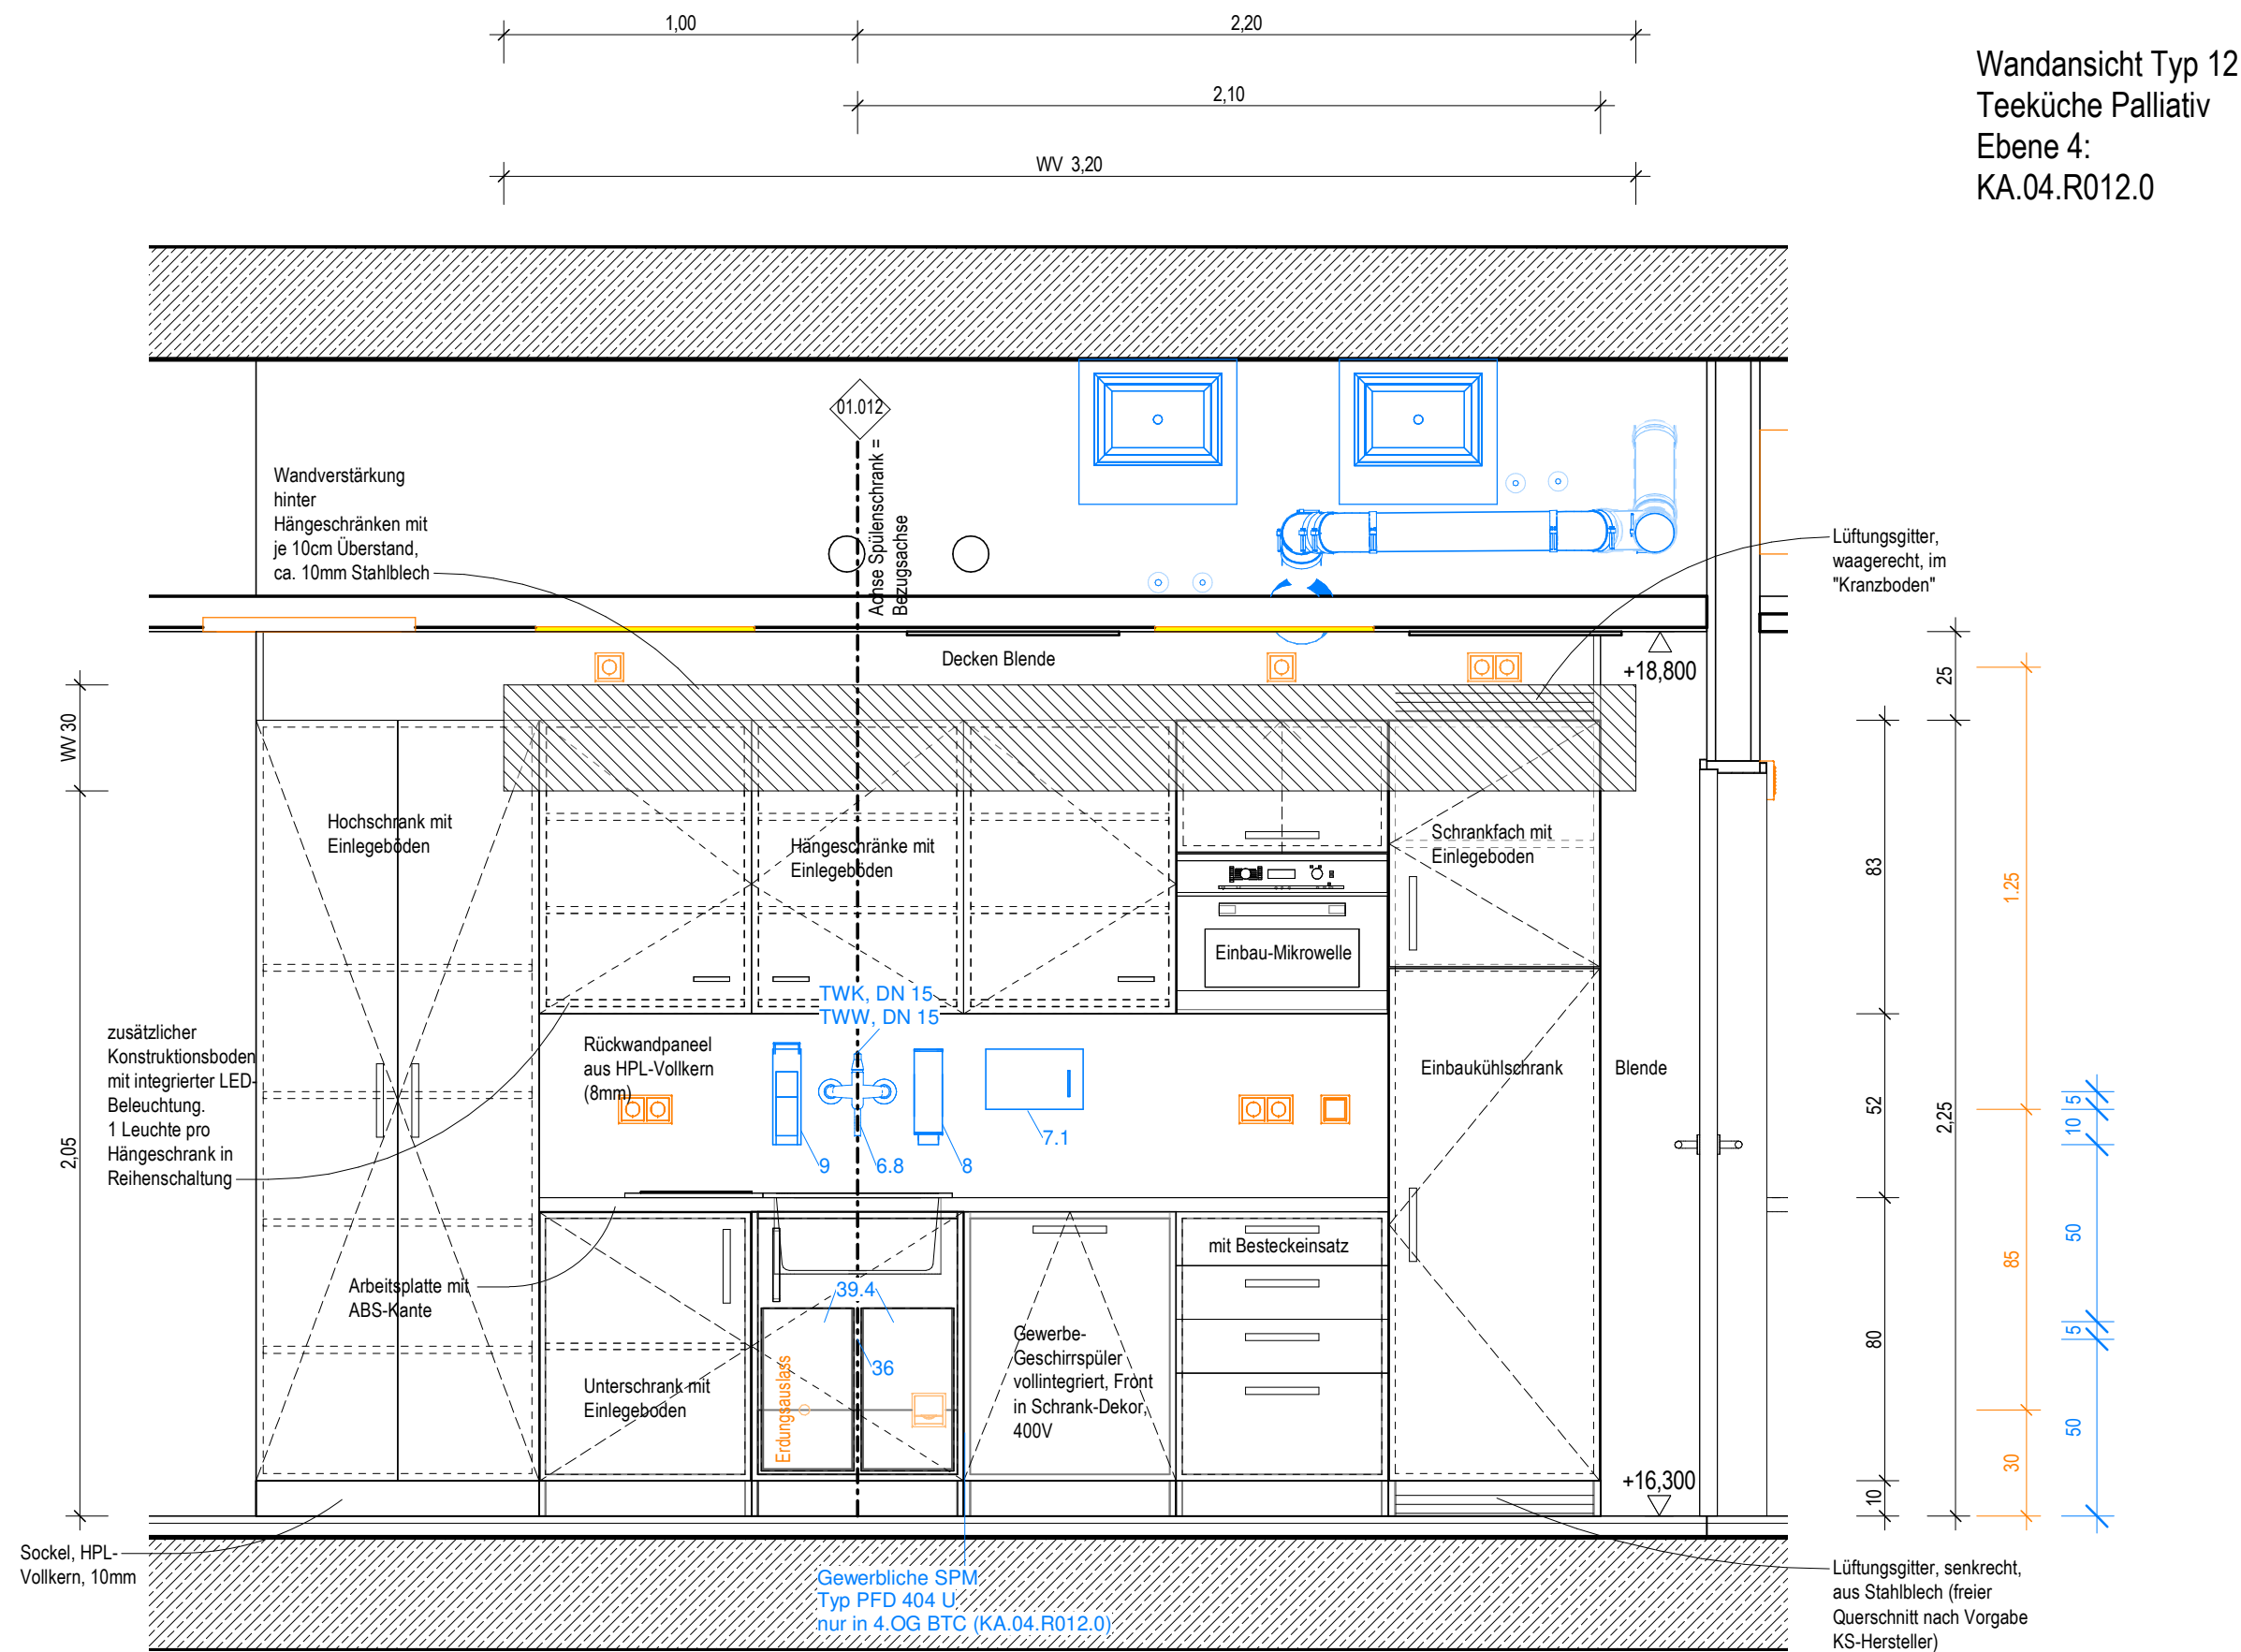 1,00
2,20
2,10
WV 3,20
Wandansicht Typ 12
Teeküche Palliativ
Ebene 4:
KA.04.R012.0
01.012
Achse Spülenschrank =
Bezugsachse
Wandverstärkung
hinter
Hängeschränken mit
je 10cm Überstand,
ca. 10mm Stahlblech
Lüftungsgitter,
waagerecht, im
"Kranzboden"
Decken Blende
+18,800
25
WV 30
Hochschrank mit
Einlegeböden
Hängeschränke mit
Einlegeböden
Schrankfach mit
Einlegeboden
83
1.25
Einbau-Mikrowelle
TWK, DN 15
TWW, DN 15
zusätzlicher
Konstruktionsboden
mit integrierter LED-
Beleuchtung.
1 Leuchte pro
Hängeschrank in
Reihenschaltung
Rückwandpaneel
aus HPL-Vollkern
(8mm)
Einbaukühlschrank
Blende
52
2,25
5
10
2,05
7.1
9
6.8
8
50
mit Besteckeinsatz
85
Arbeitsplatte mit
ABS-Kante
39.4
36
5
80
Gewerbe-
Geschirrspüler
vollintegriert, Front
in Schrank-Dekor,
400V
Unterschrank mit
Einlegeboden
Erdungsauslass
50
30
10
+16,300
Sockel, HPL-
Vollkern, 10mm
Gewerbliche SPM
Typ PFD 404 U
nur in 4.OG BTC (KA.04.R012.0)
Lüftungsgitter, senkrecht,
aus Stahlblech (freier
Querschnitt nach Vorgabe
KS-Hersteller)